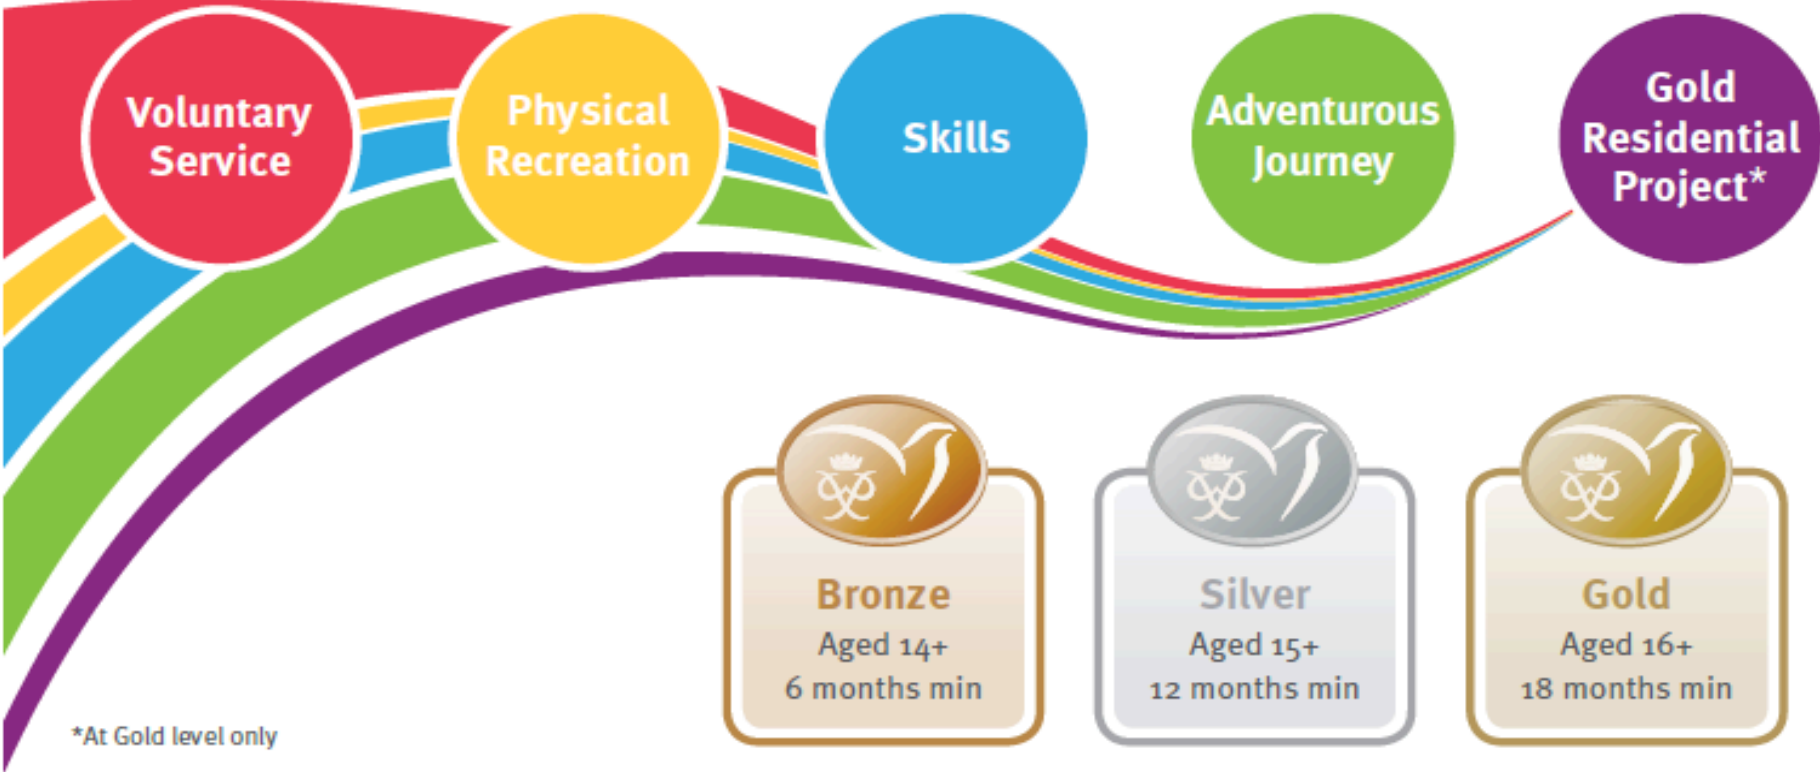 Voluntary
Service
Physical
Recreation
Skills
Adventurous
Journey
Gold
Residential
Project*
Bronze
Aged 14+
6 months min
Silver
Aged 15+
12 months min
Gold
Aged 16+
18 months min
*At Gold level only